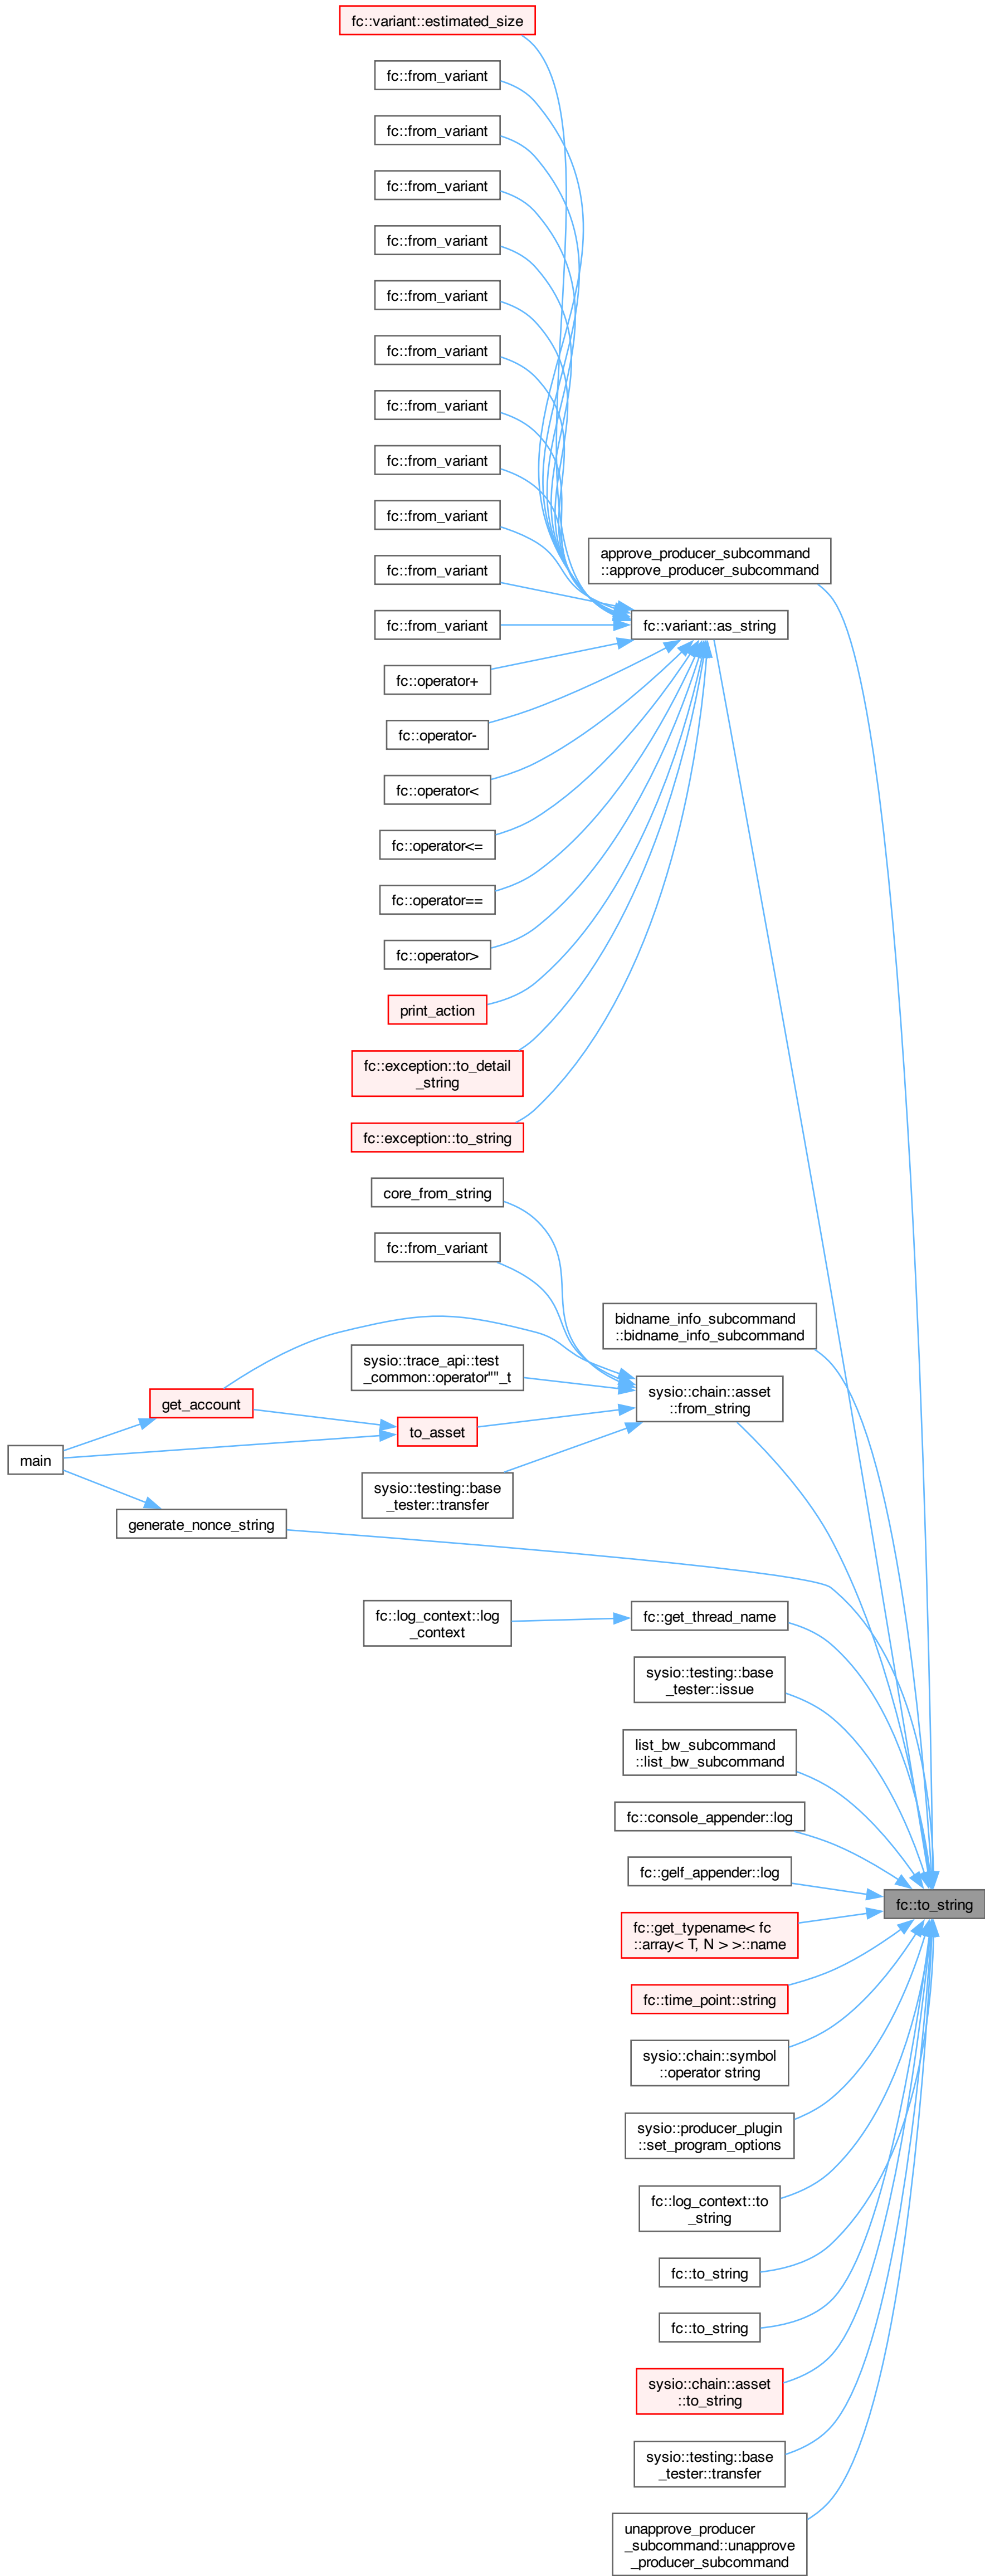 fc::variant::estimated_size
fc::from_variant
fc::from_variant
fc::from_variant
fc::from_variant
fc::from_variant
fc::from_variant
fc::from_variant
fc::from_variant
fc::from_variant
approve_producer_subcommand
::approve_producer_subcommand
fc::from_variant
fc::from_variant
fc::variant::as_string
fc::operator+
fc::operator-
fc::operator<
fc::operator<=
fc::operator==
fc::operator>
print_action
fc::exception::to_detail
_string
fc::exception::to_string
core_from_string
fc::from_variant
bidname_info_subcommand
::bidname_info_subcommand
sysio::trace_api::test
_common::operator""_t
sysio::chain::asset
::from_string
get_account
to_asset
main
sysio::testing::base
_tester::transfer
generate_nonce_string
fc::log_context::log
_context
fc::get_thread_name
sysio::testing::base
_tester::issue
list_bw_subcommand
::list_bw_subcommand
fc::console_appender::log
fc::gelf_appender::log
fc::to_string
fc::get_typename< fc
::array< T, N > >::name
fc::time_point::string
sysio::chain::symbol
::operator string
sysio::producer_plugin
::set_program_options
fc::log_context::to
_string
fc::to_string
fc::to_string
sysio::chain::asset
::to_string
sysio::testing::base
_tester::transfer
unapprove_producer
_subcommand::unapprove
_producer_subcommand